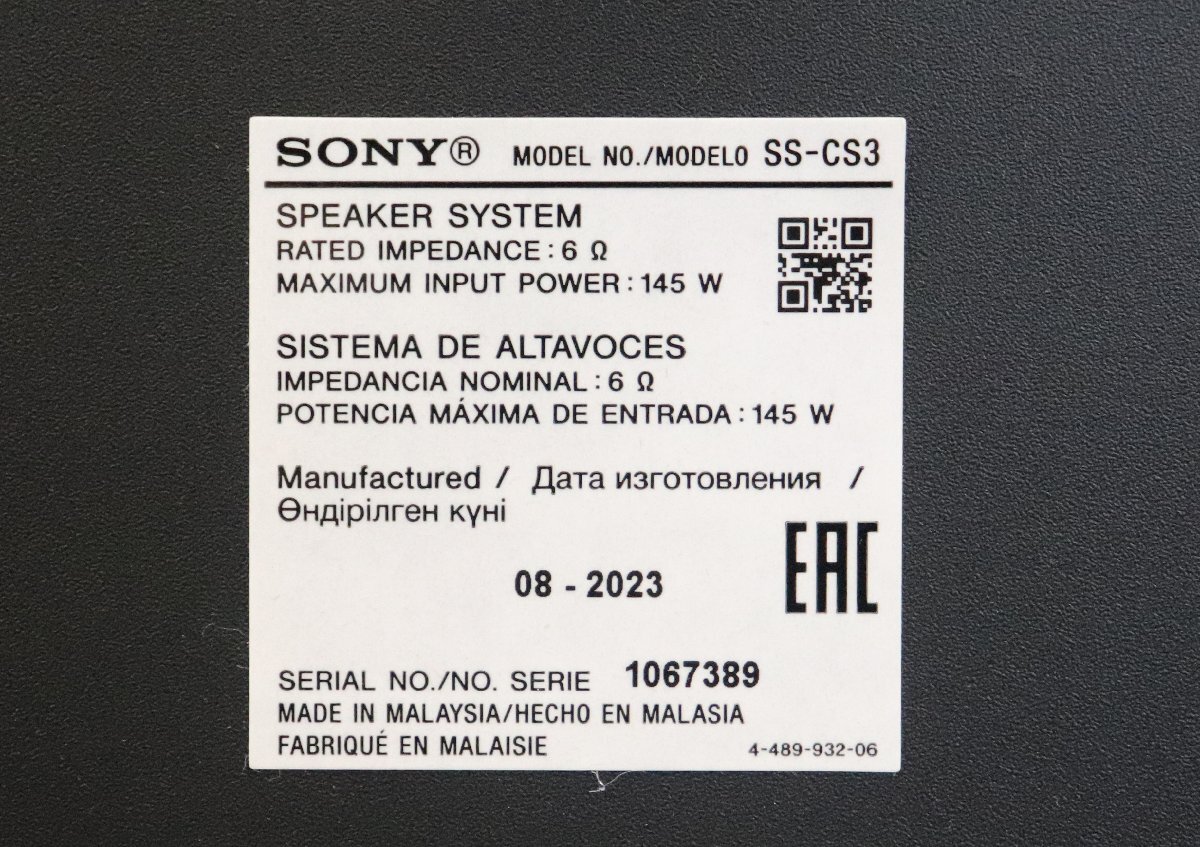 SONY® MODEL NO./MODELO SS-CS3
SPEAKER SYSTEM
RATED IMPEDANCE : 6 Ω
MAXIMUM INPUT POWER : 145 W
SISTEMA DE ALTAVOCES
IMPEDANCIA NOMINAL : 6 Ω
POTENCIA MÁXIMA DE ENTRADA : 145 W
Manufactured / Дата изготовления /
Өндірілген күні
08 - 2023
EAC
SERIAL NO./NO. SERIE 1067389
MADE IN MALAYSIA/HECHO EN MALASIA
FABRIQUÉ EN MALAISIE 4-489-932-06